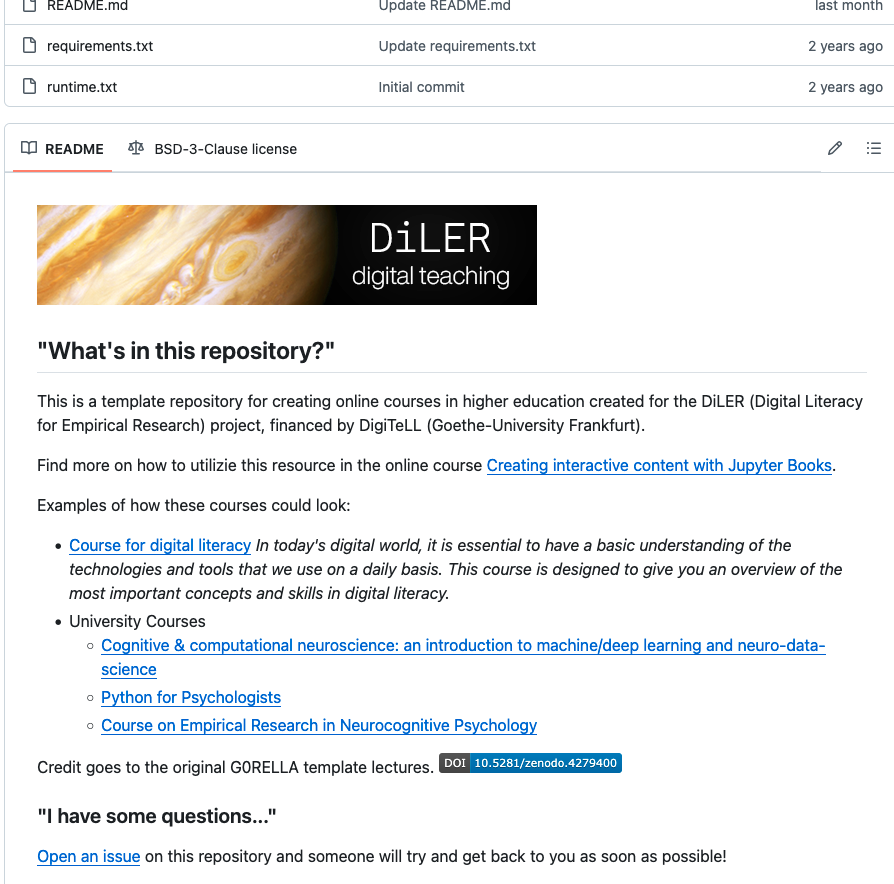 README.md Update README.md last month
requirements.txt Update requirements.txt 2 years ago
runtime.txt Initial commit 2 years ago
README BSD-3-Clause license
DiLER
digital teaching
"What's in this repository?"
This is a template repository for creating online courses in higher education created for the DiLER (Digital Literacy
for Empirical Research) project, financed by DigiTeLL (Goethe-University Frankfurt).
Find more on how to utilizie this resource in the online course Creating interactive content with Jupyter Books.
Examples of how these courses could look:
• Course for digital literacy In today's digital world, it is essential to have a basic understanding of the
technologies and tools that we use on a daily basis. This course is designed to give you an overview of the
most important concepts and skills in digital literacy.
• University Courses
○ Cognitive & computational neuroscience: an introduction to machine/deep learning and neuro-data-
science
○ Python for Psychologists
○ Course on Empirical Research in Neurocognitive Psychology
Credit goes to the original G0RELLA template lectures. DOI 10.5281/zenodo.4279400
"I have some questions..."
Open an issue on this repository and someone will try and get back to you as soon as possible!